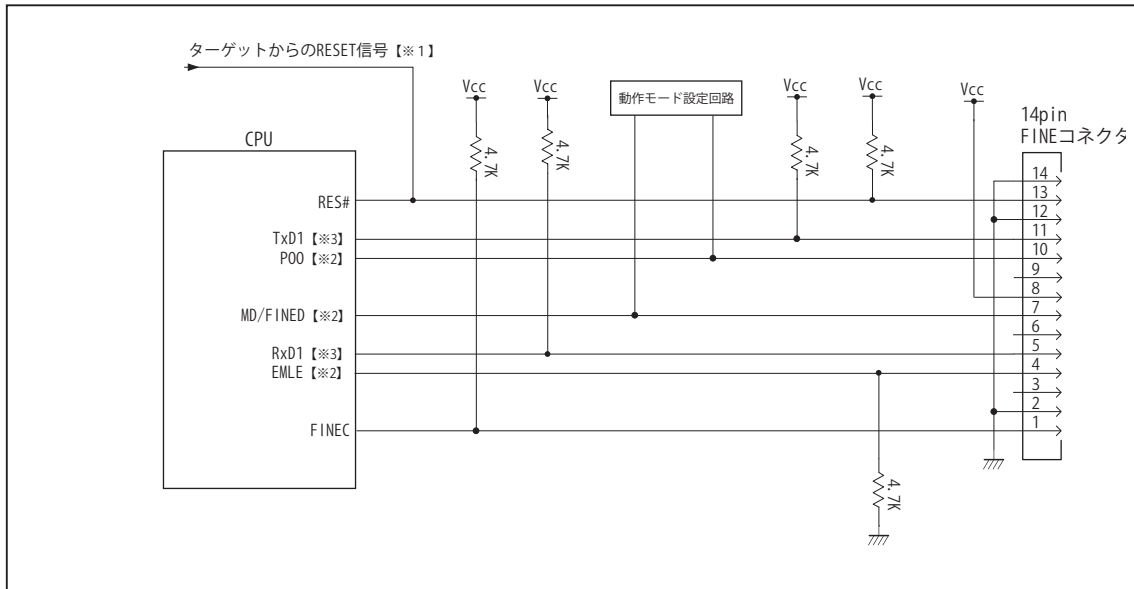 ターゲットからのRESET信号【※1】
Vcc
Vcc
動作モード設定回路
Vcc
Vcc
Vcc
14pin
FINEコネクタ
CPU
4.7K
4.7K
4.7K
4.7K
14
RES#
13
12
TxD1【※3】
11
P00【※2】
10
9
8
MD/FINED【※2】
7
6
RxD1【※3】
5
EMLE【※2】
4
3
2
FINEC
1
4.7K